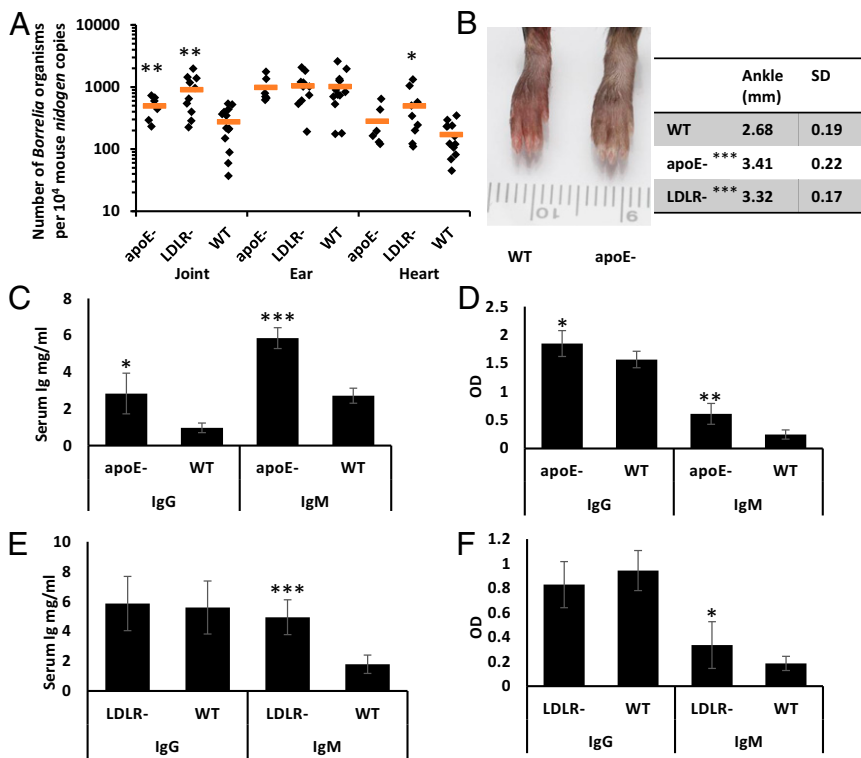 A
Number of Borrelia organisms
per 10⁴ mouse nidogen copies
10000
1000
100
10
**
**
*
apoE-
LDLR-
WT
apoE-
LDLR-
WT
apoE-
LDLR-
WT
Joint
Ear
Heart
B
10
9
WT
apoE-
Ankle (mm) SD
WT 2.68 0.19
apoE- *** 3.41 0.22
LDLR- *** 3.32 0.17
C
Serum Ig mg/ml
8
6
4
2
0
*
***
apoE- WT apoE- WT
IgG IgM
D
OD
2.5
2
1.5
1
0.5
0
*
**
apoE- WT apoE- WT
IgG IgM
E
Serum Ig mg/ml
10
8
6
4
2
0
***
LDLR- WT LDLR- WT
IgG IgM
F
OD
1.2
1
0.8
0.6
0.4
0.2
0
*
LDLR- WT LDLR- WT
IgG IgM